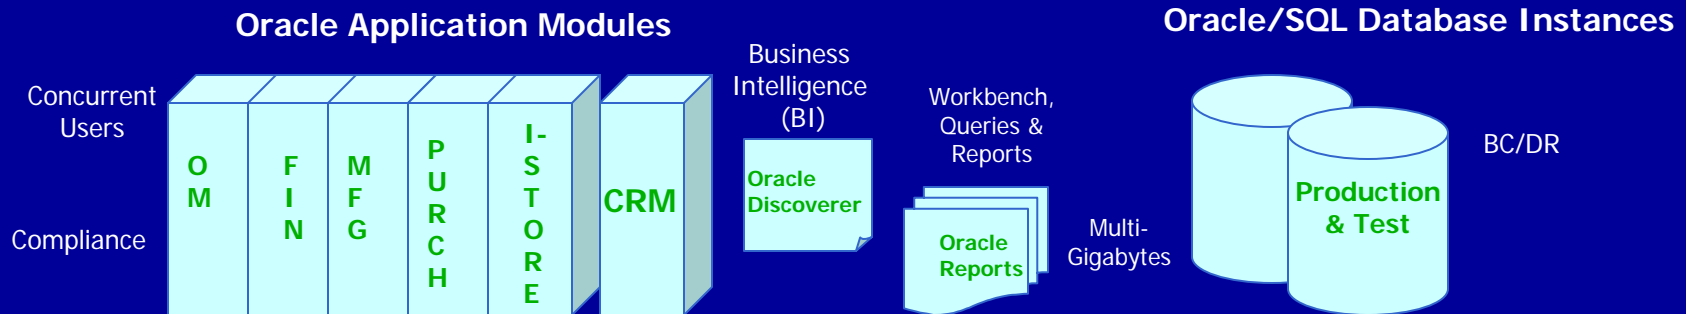 Oracle Application Modules
Oracle/SQL Database Instances
Concurrent
Users
Compliance
O
M
F
I
N
M
F
G
P
U
R
C
H
I-
S
T
O
R
E
CRM
Business
Intelligence
(BI)
Oracle
Discoverer
Workbench,
Queries &
Reports
Oracle
Reports
Multi-
Gigabytes
Production
& Test
BC/DR